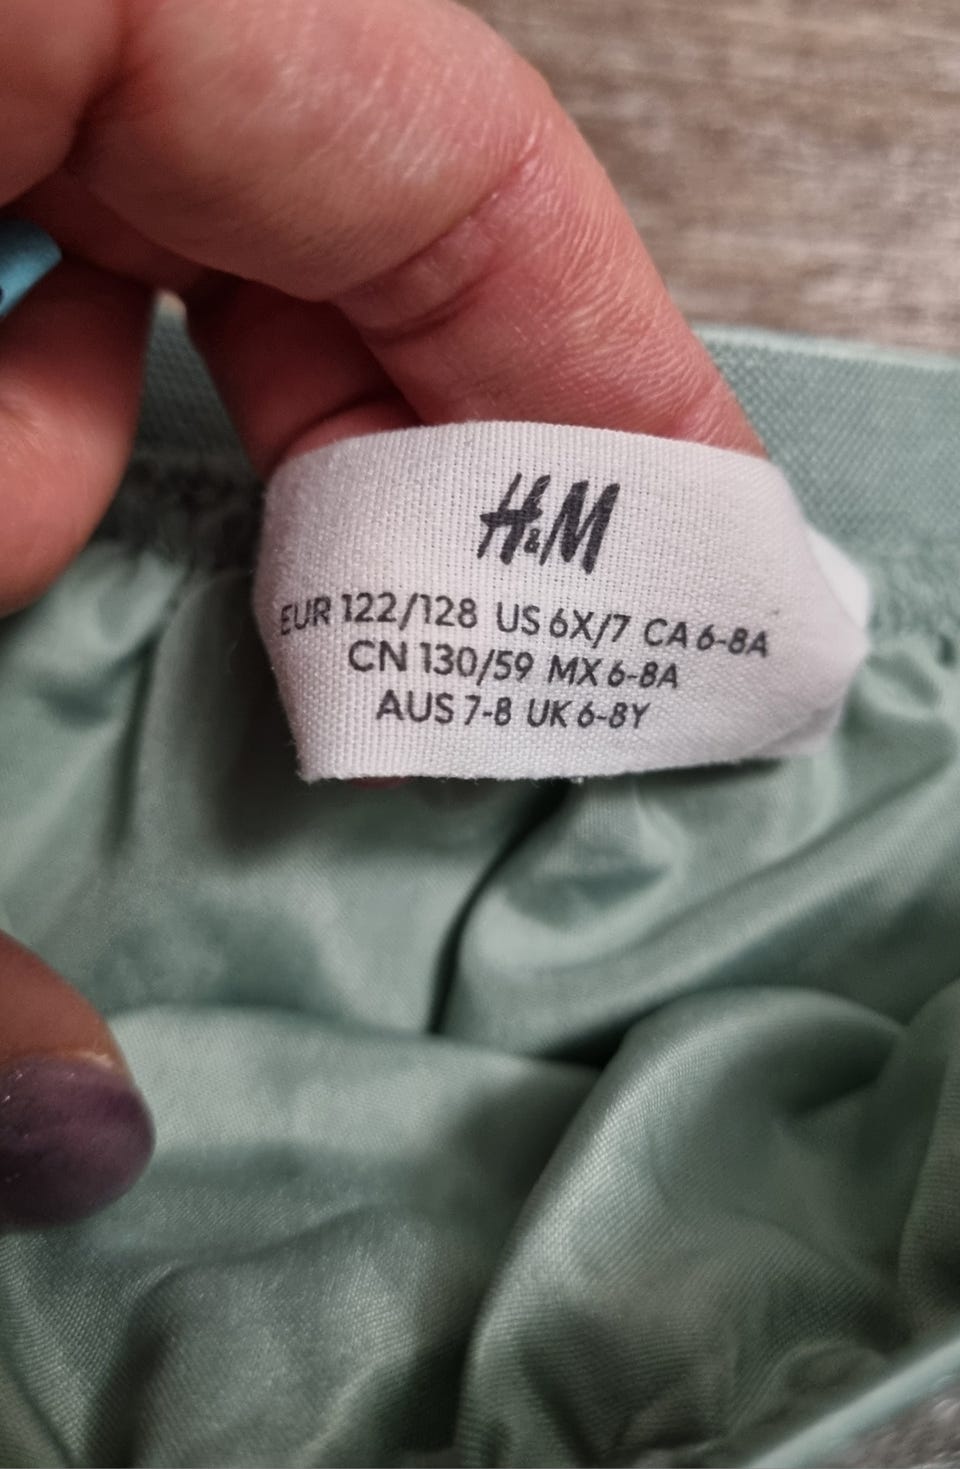 H&M
EUR 122/128 US 6X/7 CA 6-8A
CN 130/59 MX 6-8A
AUS 7-8 UK 6-8Y